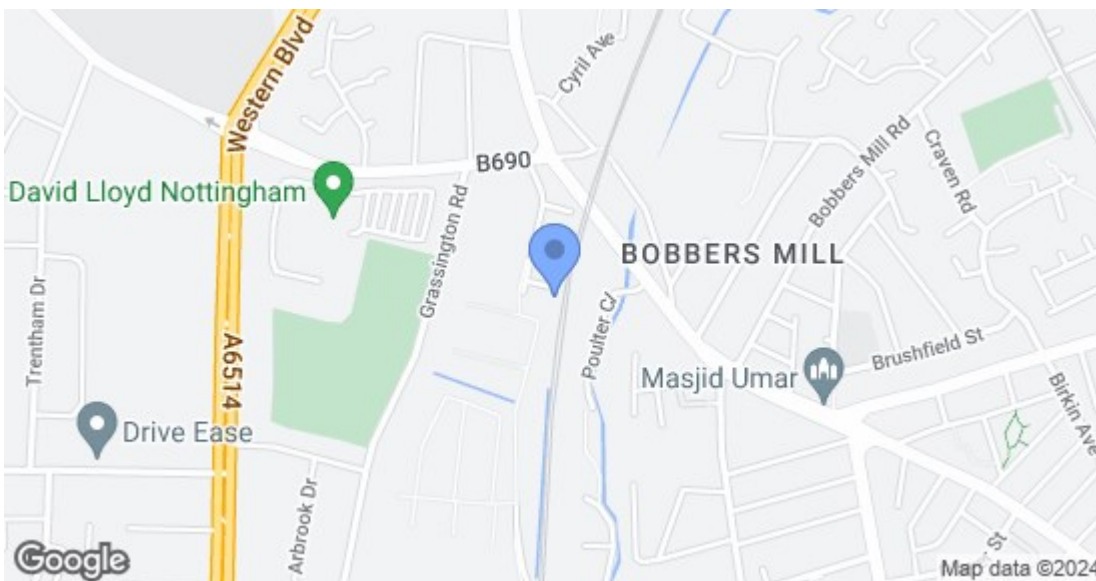 Western Blvd
Cyril Ave
B690
David Lloyd Nottingham
Grassington Rd
Bobbers Mill Rd
Craven Rd
BOBBERS MILL
Trentham Dr
A6514
Poulter Cl
Brushfield St
Masjid Umar
Birkin Ave
Drive Ease
Arbrook Dr
St
Google
Map data ©2024